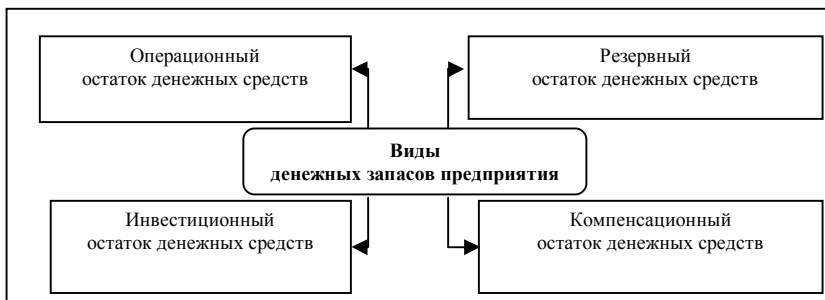 Операционный
остаток денежных средств
Резервный
остаток денежных средств
Виды
денежных запасов предприятия
Инвестиционный
остаток денежных средств
Компенсационный
остаток денежных средств